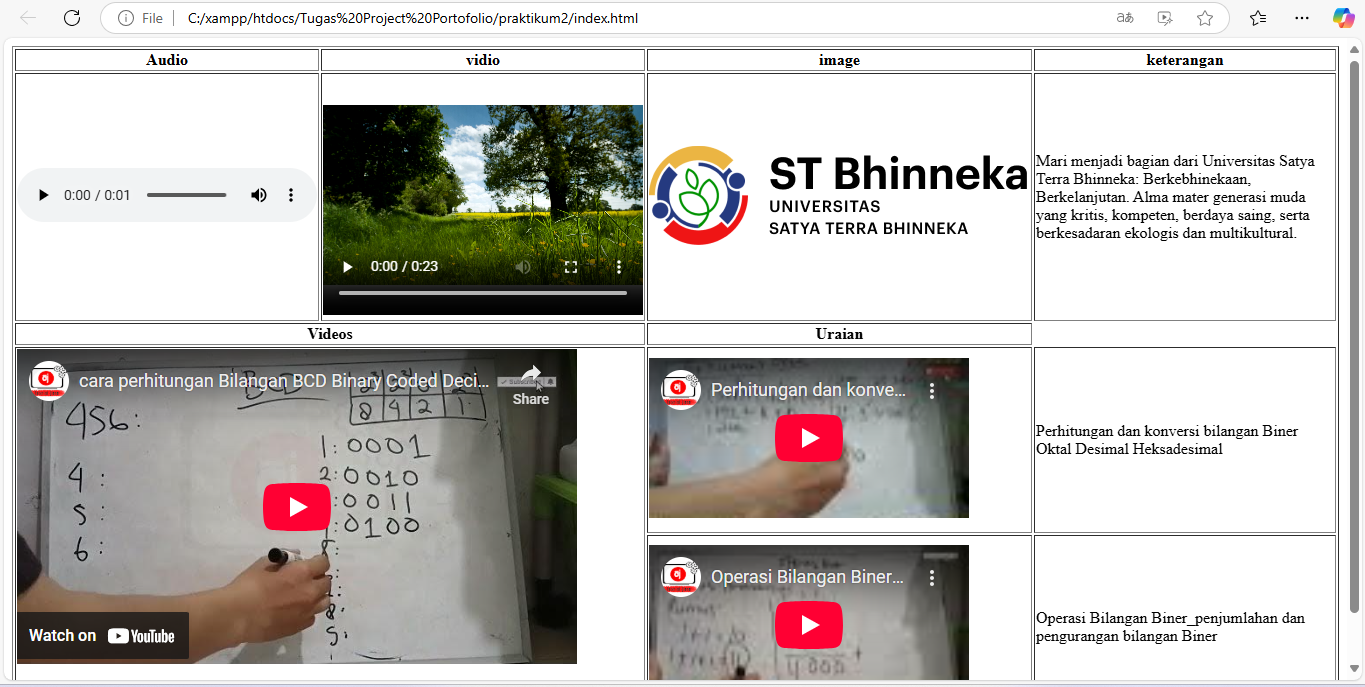 File
C:/xampp/htdocs/Tugas%20Project%20Portofolio/praktikum2/index.html
Audio
vidio
image
keterangan
0:00 / 0:01
0:00 / 0:23
ST Bhinneka
UNIVERSITAS
SATYA TERRA BHINNEKA
Mari menjadi bagian dari Universitas Satya
Terra Bhinneka: Berkebhinekaan,
Berkelanjutan. Alma mater generasi muda
yang kritis, kompeten, berdaya saing, serta
berkesadaran ekologis dan multikultural.
Videos
Uraian
cara perhitungan Bilangan BCD Binary Coded Deci...
Share
BCD
8 4 2 1
456:
4 :
5 :
6 :
1: 0001
2: 0010
: 0011
: 0100
Watch on YouTube
Perhitungan dan konve...
Perhitungan dan konversi bilangan Biner
Oktal Desimal Heksadesimal
Operasi Bilangan Biner...
Operasi Bilangan Biner_penjumlahan dan
pengurangan bilangan Biner